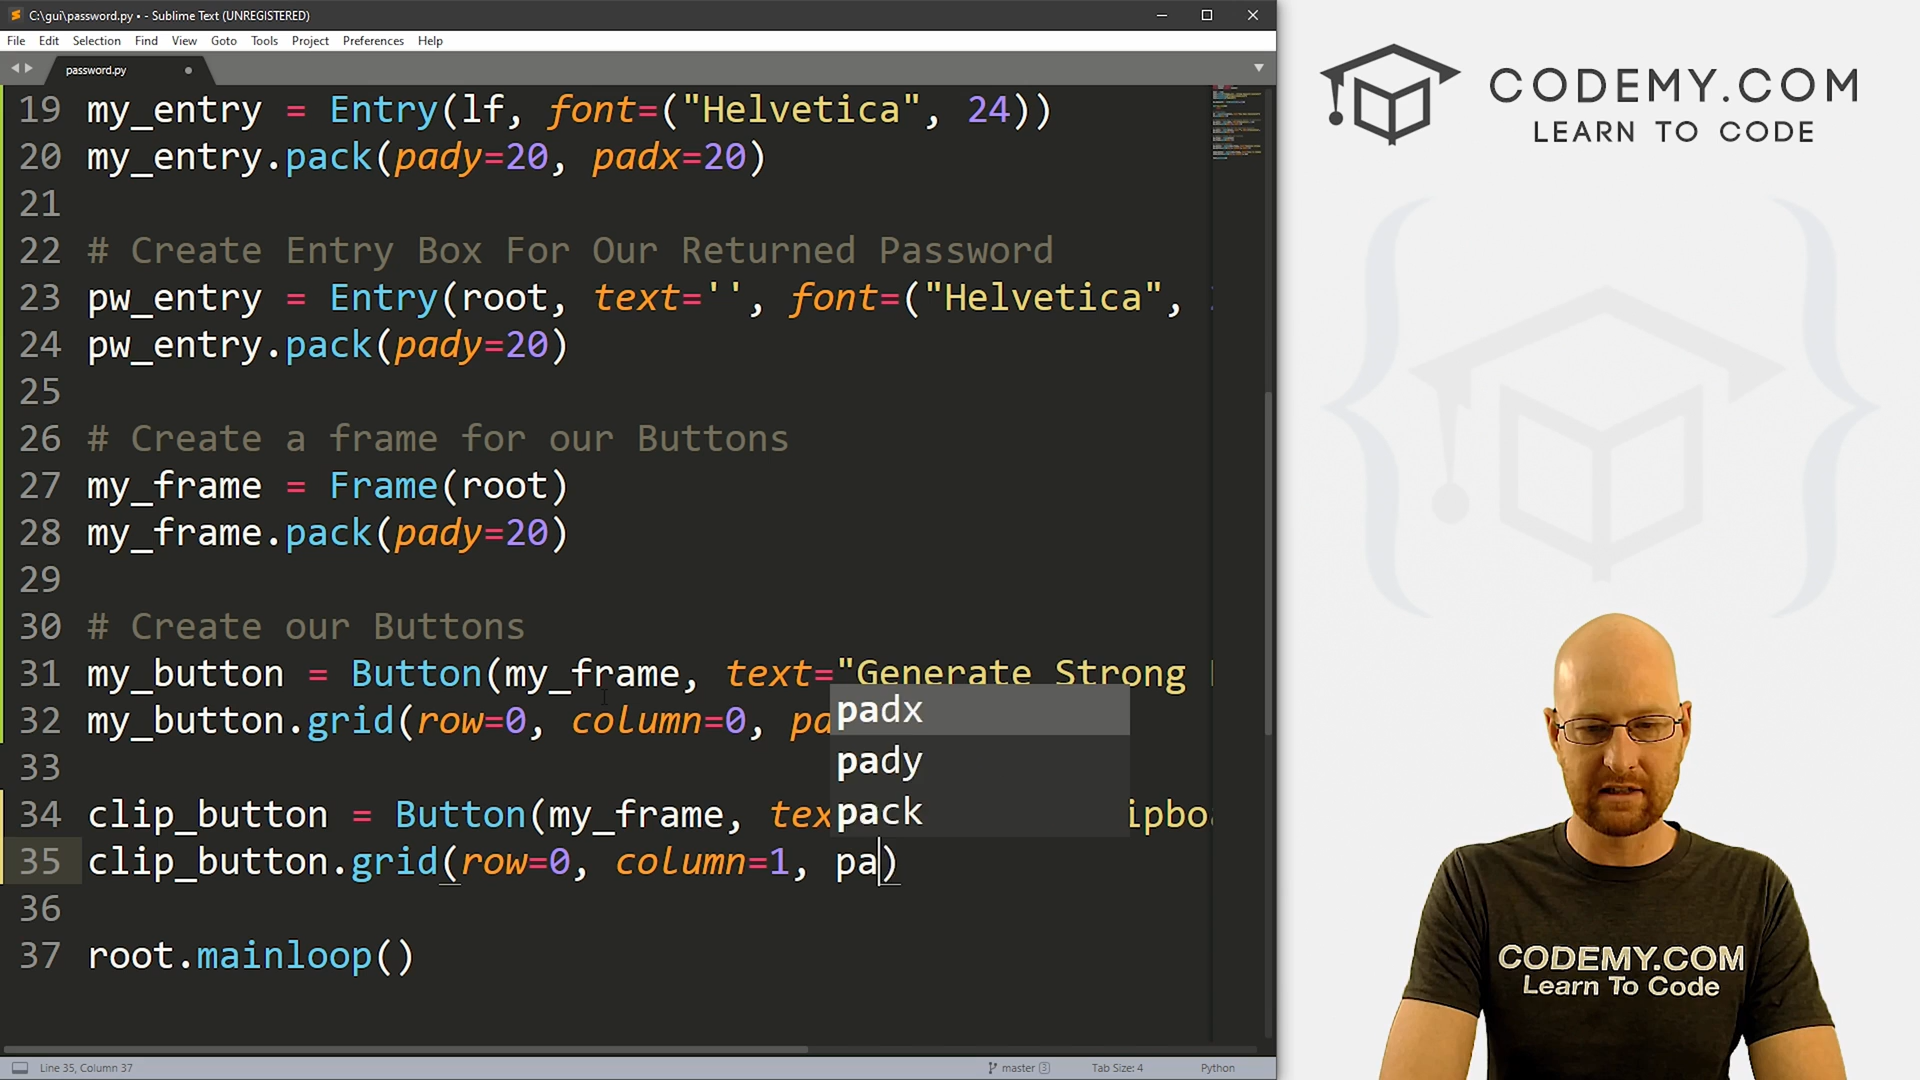 C:\gui\password.py • - Sublime Text (UNREGISTERED)
File Edit Selection Find View Goto Tools Project Preferences Help
password.py
19 my_entry = Entry(lf, font=("Helvetica", 24))
20 my_entry.pack(pady=20, padx=20)
21
22 # Create Entry Box For Our Returned Password
23 pw_entry = Entry(root, text='', font=("Helvetica",
24 pw_entry.pack(pady=20)
25
26 # Create a frame for our Buttons
27 my_frame = Frame(root)
28 my_frame.pack(pady=20)
29
30 # Create our Buttons
31 my_button = Button(my_frame, text="Generate Strong
32 my_button.grid(row=0, column=0, pa
padx
pady
pack
33
34 clip_button = Button(my_frame, tex ipboa
35 clip_button.grid(row=0, column=1, pa)
36
37 root.mainloop()
Line 35, Column 37 master 3 Tab Size: 4 Python
CODEMY.COM
LEARN TO CODE
CODEMY.COM
Learn To Code